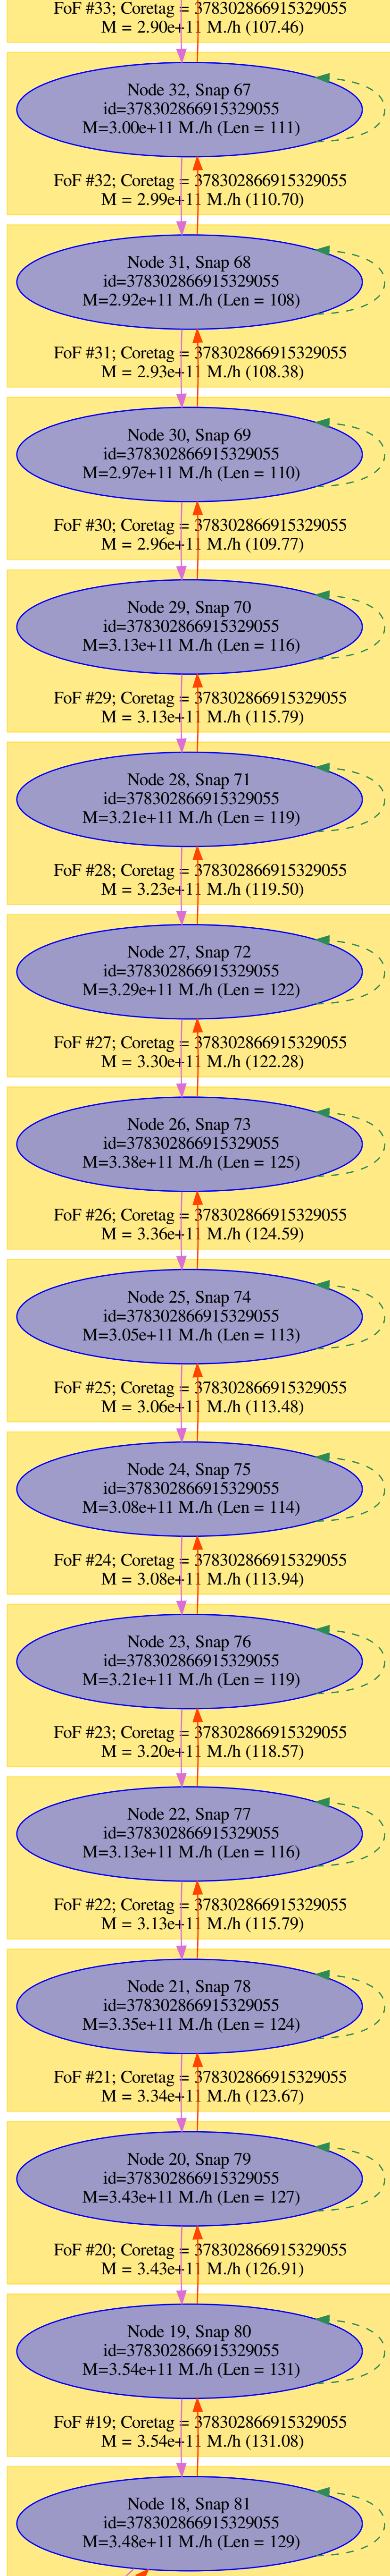 FoF #33; Coretag = 378302866915329055
M = 2.90e+11 M./h (107.46)
Node 32, Snap 67
id=378302866915329055
M=3.00e+11 M./h (Len = 111)
FoF #32; Coretag = 378302866915329055
M = 2.99e+11 M./h (110.70)
Node 31, Snap 68
id=378302866915329055
M=2.92e+11 M./h (Len = 108)
FoF #31; Coretag = 378302866915329055
M = 2.93e+11 M./h (108.38)
Node 30, Snap 69
id=378302866915329055
M=2.97e+11 M./h (Len = 110)
FoF #30; Coretag = 378302866915329055
M = 2.96e+11 M./h (109.77)
Node 29, Snap 70
id=378302866915329055
M=3.13e+11 M./h (Len = 116)
FoF #29; Coretag = 378302866915329055
M = 3.13e+11 M./h (115.79)
Node 28, Snap 71
id=378302866915329055
M=3.21e+11 M./h (Len = 119)
FoF #28; Coretag = 378302866915329055
M = 3.23e+11 M./h (119.50)
Node 27, Snap 72
id=378302866915329055
M=3.29e+11 M./h (Len = 122)
FoF #27; Coretag = 378302866915329055
M = 3.30e+11 M./h (122.28)
Node 26, Snap 73
id=378302866915329055
M=3.38e+11 M./h (Len = 125)
FoF #26; Coretag = 378302866915329055
M = 3.36e+11 M./h (124.59)
Node 25, Snap 74
id=378302866915329055
M=3.05e+11 M./h (Len = 113)
FoF #25; Coretag = 378302866915329055
M = 3.06e+11 M./h (113.48)
Node 24, Snap 75
id=378302866915329055
M=3.08e+11 M./h (Len = 114)
FoF #24; Coretag = 378302866915329055
M = 3.08e+11 M./h (113.94)
Node 23, Snap 76
id=378302866915329055
M=3.21e+11 M./h (Len = 119)
FoF #23; Coretag = 378302866915329055
M = 3.20e+11 M./h (118.57)
Node 22, Snap 77
id=378302866915329055
M=3.13e+11 M./h (Len = 116)
FoF #22; Coretag = 378302866915329055
M = 3.13e+11 M./h (115.79)
Node 21, Snap 78
id=378302866915329055
M=3.35e+11 M./h (Len = 124)
FoF #21; Coretag = 378302866915329055
M = 3.34e+11 M./h (123.67)
Node 20, Snap 79
id=378302866915329055
M=3.43e+11 M./h (Len = 127)
FoF #20; Coretag = 378302866915329055
M = 3.43e+11 M./h (126.91)
Node 19, Snap 80
id=378302866915329055
M=3.54e+11 M./h (Len = 131)
FoF #19; Coretag = 378302866915329055
M = 3.54e+11 M./h (131.08)
Node 18, Snap 81
id=378302866915329055
M=3.48e+11 M./h (Len = 129)